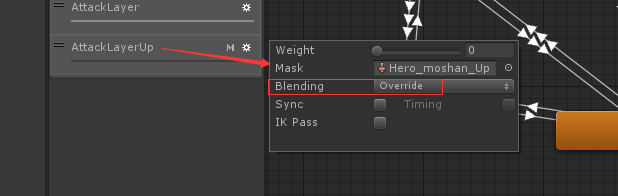 AttackLayer
AttackLayerUp M
Weight 0
Mask Hero_moshan_Up
Blending Override
Sync Timing
IK Pass